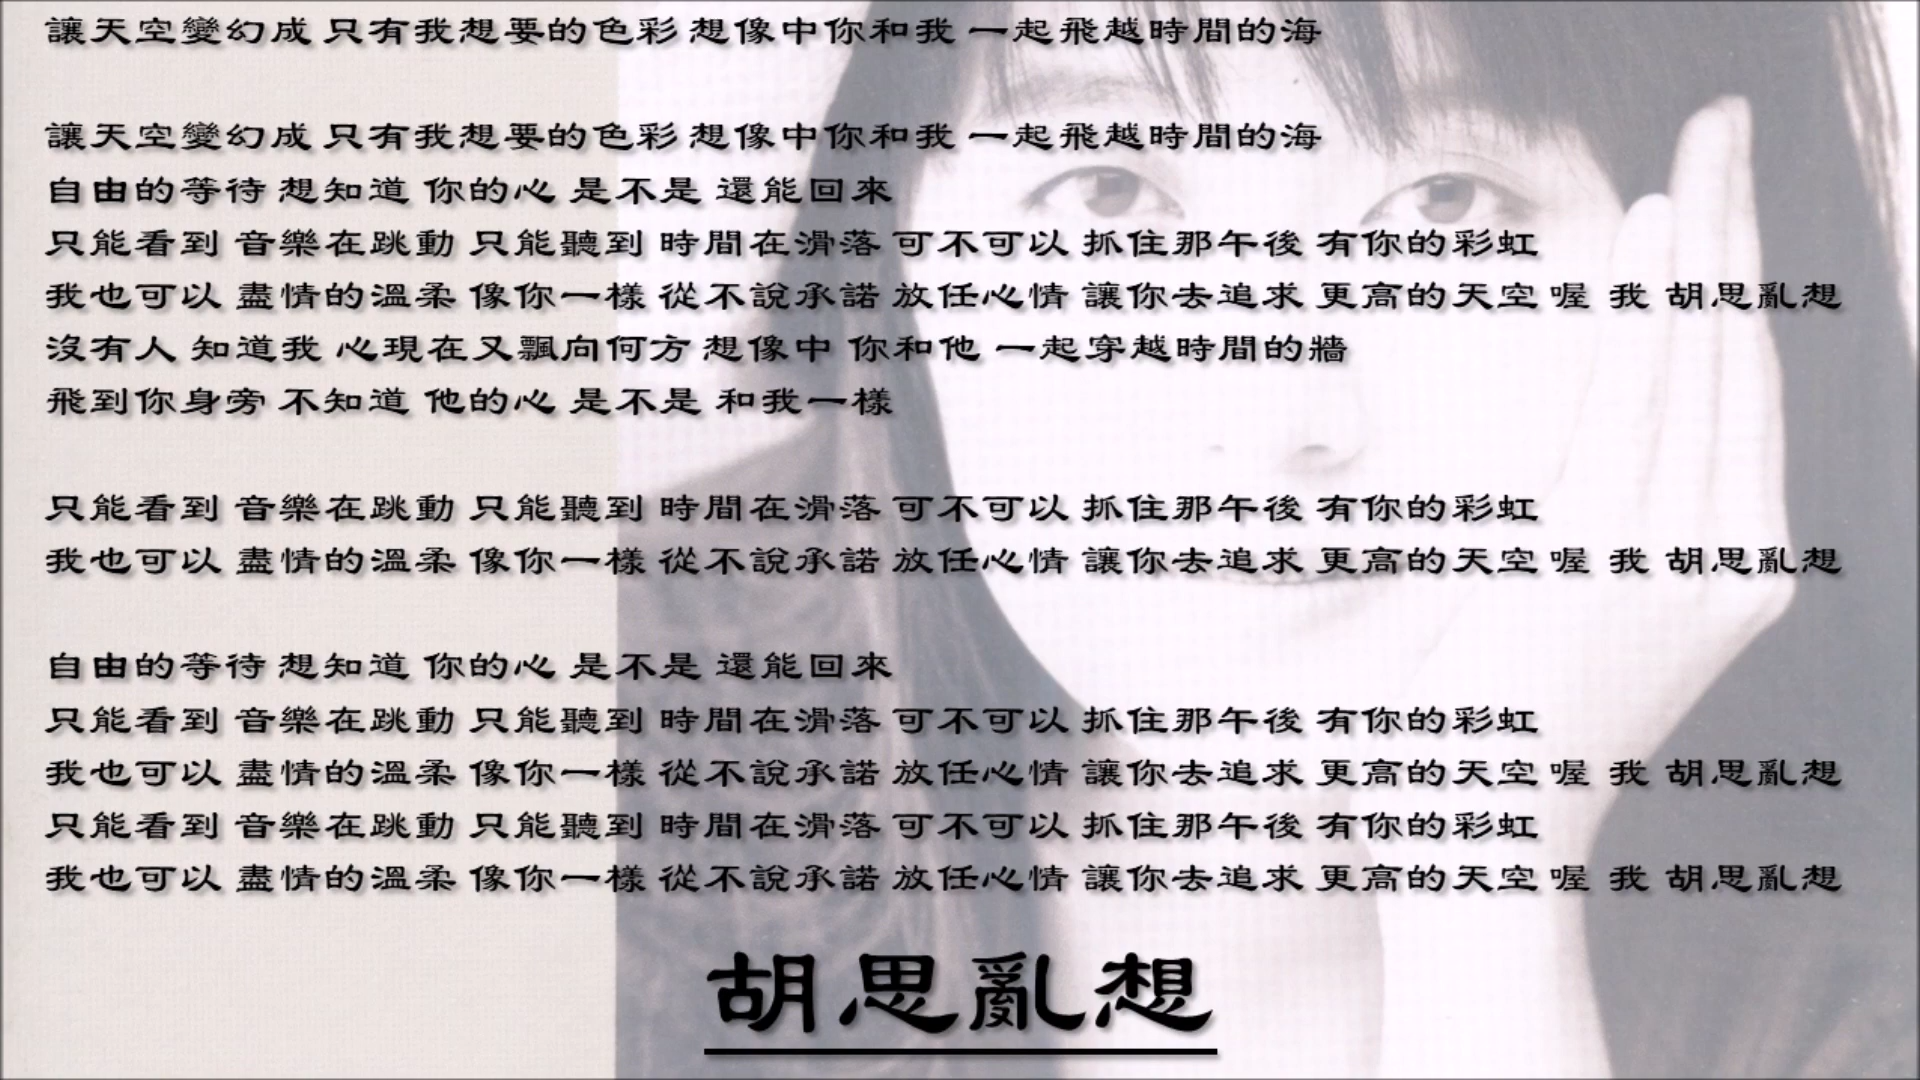 讓天空變幻成 只有我想要的色彩 想像中你和我 一起飛越時間的海
讓天空變幻成 只有我想要的色彩 想像中你和我 一起飛越時間的海
自由的等待 想知道 你的心 是不是 還能回來
只能看到 音樂在跳動 只能聽到 時間在滑落 可不可以 抓住那午後 有你的彩虹
我也可以 盡情的溫柔 像你一樣 從不說承諾 放任心情 讓你去追求 更高的天空 喔 我 胡思亂想
沒有人 知道我 心現在又飄向何方 想像中 你和他 一起穿越時間的牆
飛到你身旁 不知道 他的心 是不是 和我一樣
只能看到 音樂在跳動 只能聽到 時間在滑落 可不可以 抓住那午後 有你的彩虹
我也可以 盡情的溫柔 像你一樣 從不說承諾 放任心情 讓你去追求 更高的天空 喔 我 胡思亂想
自由的等待 想知道 你的心 是不是 還能回來
只能看到 音樂在跳動 只能聽到 時間在滑落 可不可以 抓住那午後 有你的彩虹
我也可以 盡情的溫柔 像你一樣 從不說承諾 放任心情 讓你去追求 更高的天空 喔 我 胡思亂想
只能看到 音樂在跳動 只能聽到 時間在滑落 可不可以 抓住那午後 有你的彩虹
我也可以 盡情的溫柔 像你一樣 從不說承諾 放任心情 讓你去追求 更高的天空 喔 我 胡思亂想
胡思亂想